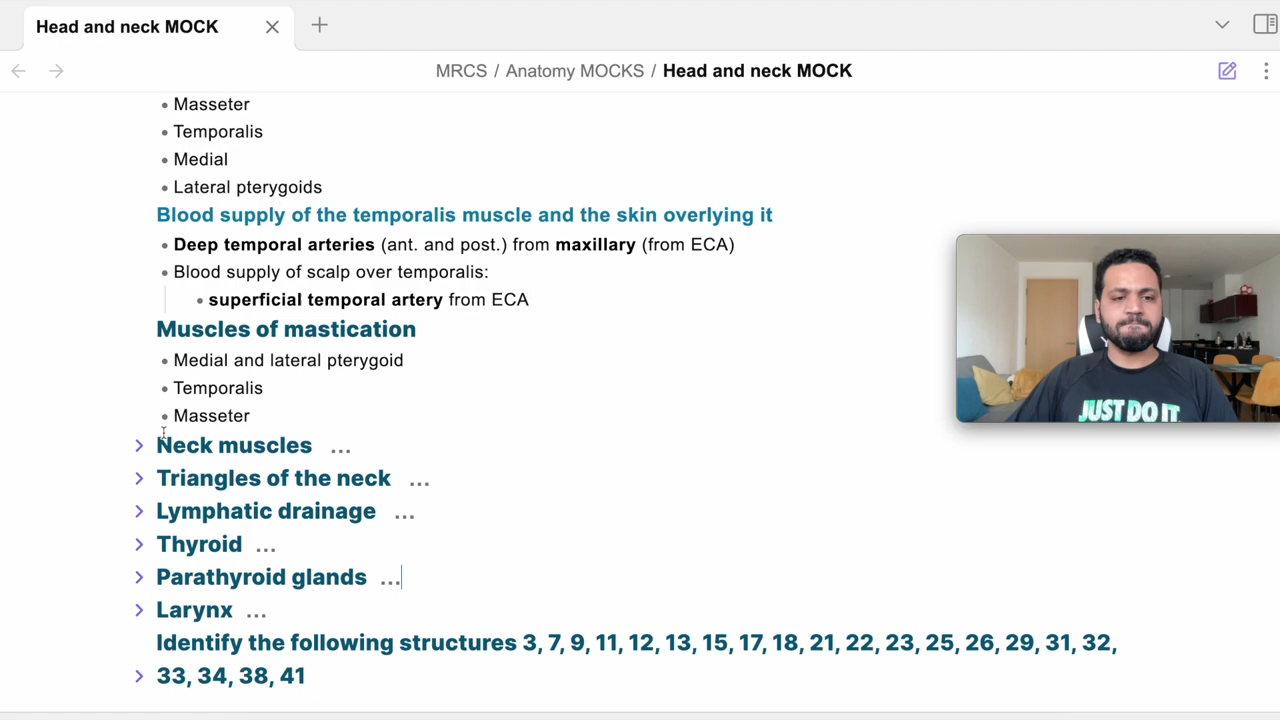 Head and neck MOCK
MRCS / Anatomy MOCKS / Head and neck MOCK
Masseter
Temporalis
Medial
Lateral pterygoids
Blood supply of the temporalis muscle and the skin overlying it
Deep temporal arteries (ant. and post.) from maxillary (from ECA)
Blood supply of scalp over temporalis:
superficial temporal artery from ECA
Muscles of mastication
Medial and lateral pterygoid
Temporalis
Masseter
Neck muscles ...
Triangles of the neck ...
Lymphatic drainage ...
Thyroid ...
Parathyroid glands ...
Larynx ...
Identify the following structures 3, 7, 9, 11, 12, 13, 15, 17, 18, 21, 22, 23, 25, 26, 29, 31, 32,
33, 34, 38, 41
JUST DO IT.